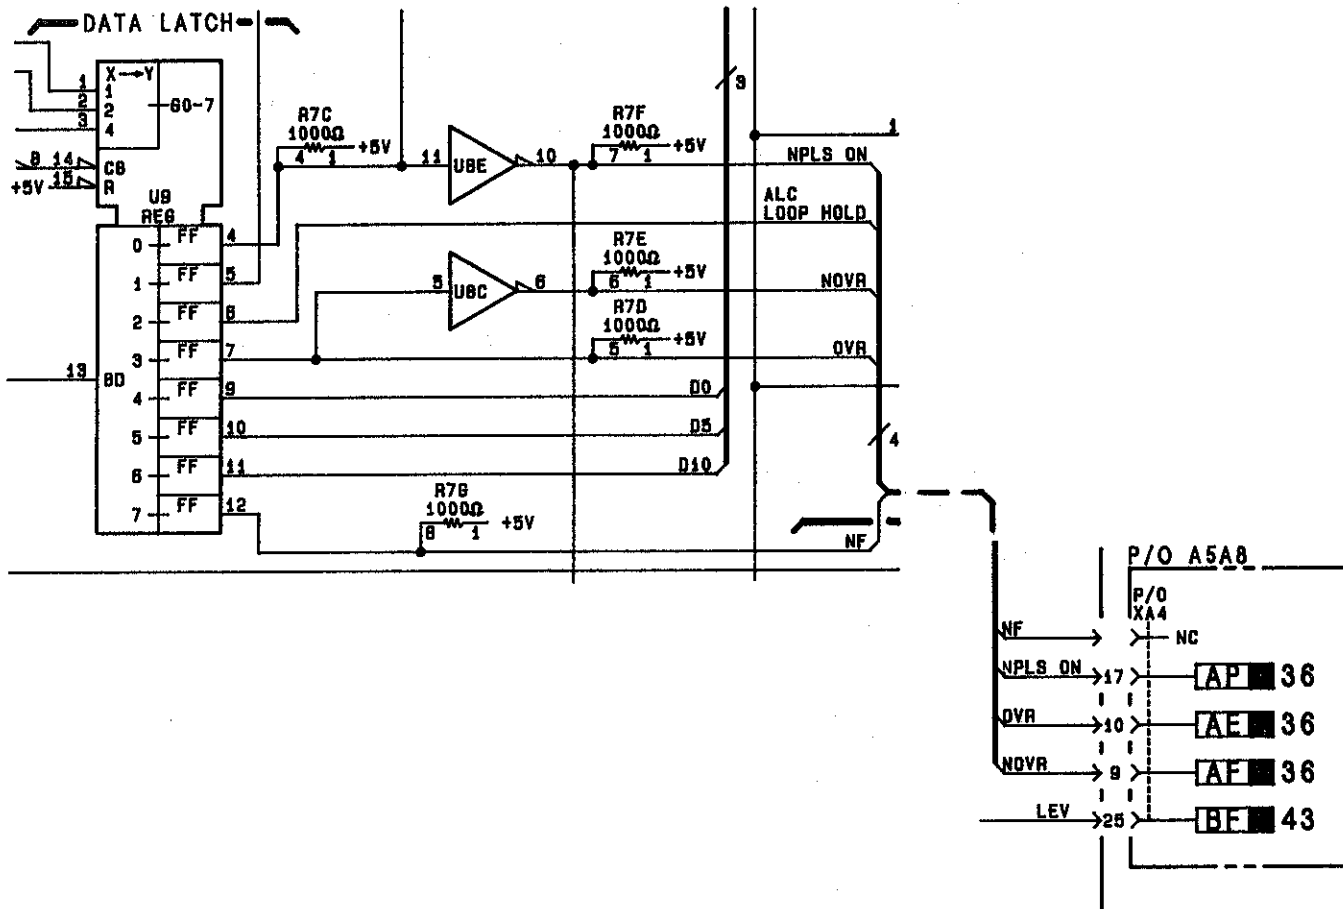 DATA LATCH
X→Y
1 1
2 2
3 4
G0-7
8 14 C8
+5V 15 R
U9
REG
0 FF 4
1 FF 5
2 FF 6
3 FF 7
13 8D
4 FF 9
5 FF 10
6 FF 11
7 FF 12
R7C
1000Ω
4 1 +5V
11 U8E 10
R7F
1000Ω
7 1 +5V
NPLS ON
3
1
ALC
LOOP HOLD
5 U8C 6
R7E
1000Ω
6 1 +5V
NOVR
R7D
1000Ω
5 1 +5V
OVR
D0
D5
D10
4
R7G
1000Ω
8 1 +5V
NF
P/O A5A8
P/O
XA4
NF NC
NPLS ON 17 AP 36
OVR 10 AE 36
NOVR 9 AF 36
LEV 25 BF 43